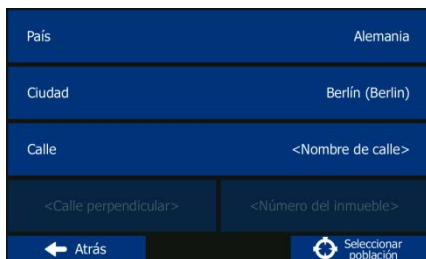 País Alemania
Ciudad Berlín (Berlin)
Calle <Nombre de calle>
<Calle perpendicular> <Número del inmueble>
Atrás Seleccionar
población